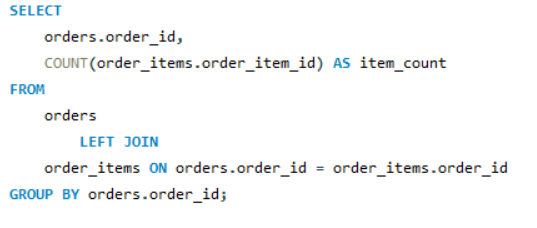 SELECT
orders.order_id,
COUNT(order_items.order_item_id) AS item_count
FROM
orders
LEFT JOIN
order_items ON orders.order_id = order_items.order_id
GROUP BY orders.order_id;